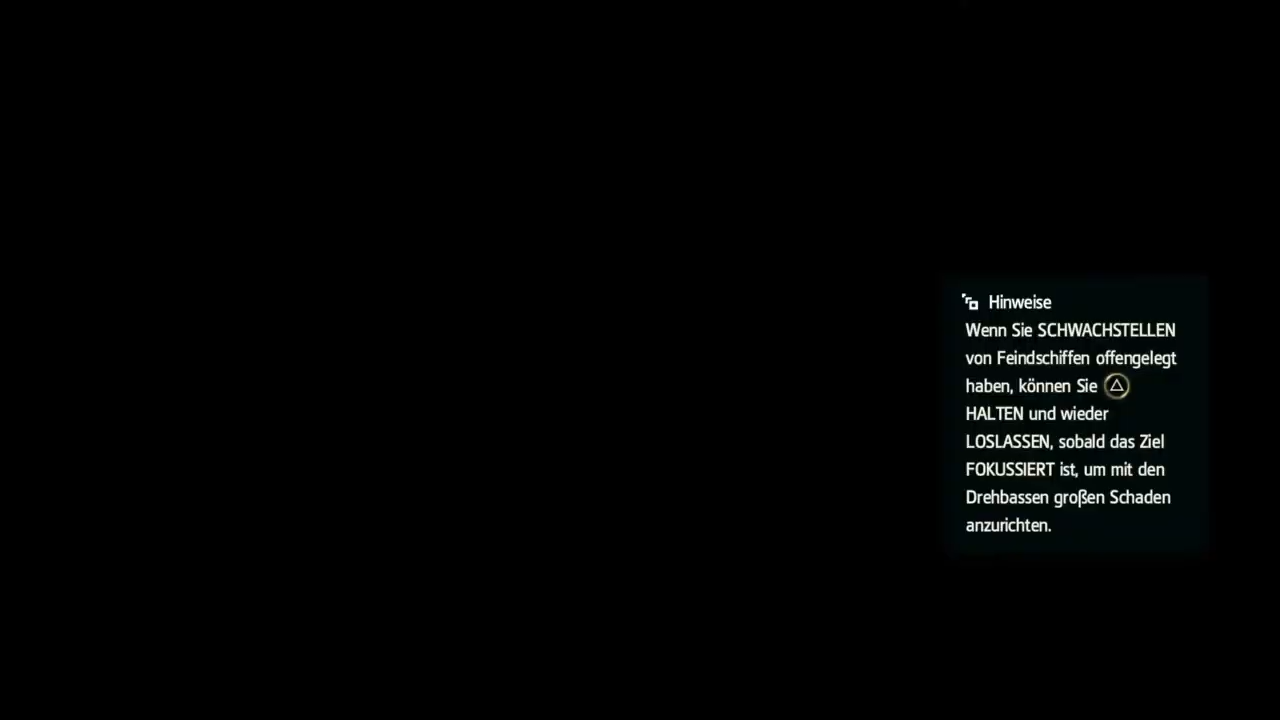 Hinweise
Wenn Sie SCHWACHSTELLEN
von Feindschiffen offengelegt
haben, können Sie
HALTEN und wieder
LOSLASSEN, sobald das Ziel
FOKUSSIERT ist, um mit den
Drehbassen großen Schaden
anzurichten.